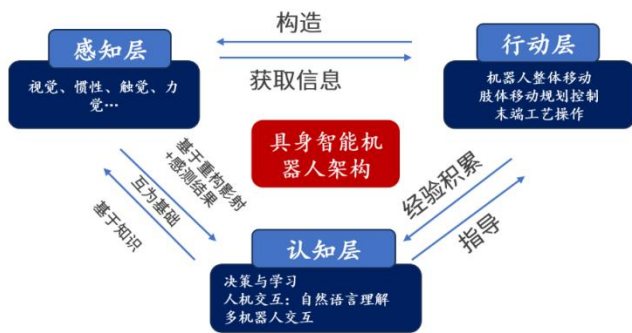 构造
感知层
获取信息
行动层
视觉、惯性、触觉、力
觉…
机器人整体移动
肢体移动规划控制
末端工艺操作
具身智能机
器人架构
基于重构影射
+感测结果
互为基础
基于知识
经验积累
指导
认知层
决策与学习
人机交互：自然语言理解
多机器人交互